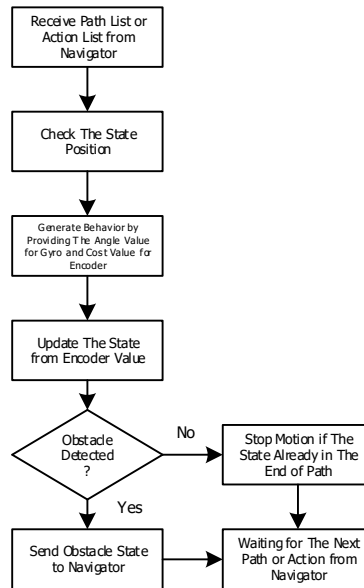 Receive Path List or
Action List from
Navigator
Check The State
Position
Generate Behavior by
Providing The Angle Value
for Gyro and Cost Value for
Encoder
Update The State
from Encoder Value
Obstacle
Detected
?
No
Stop Motion if The
State Already in The
End of Path
Yes
Send Obstacle State
to Navigator
Waiting for The Next
Path or Action from
Navigator